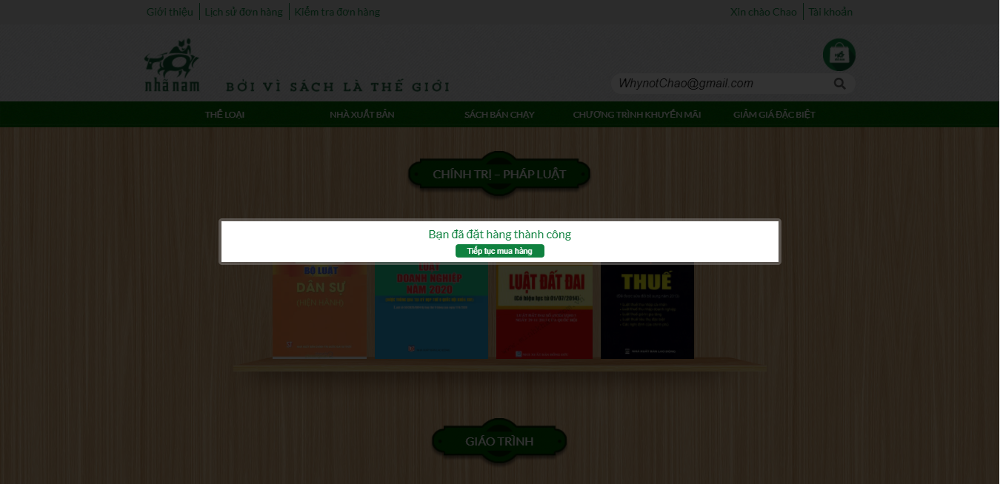 Giới thiệu
Lịch sử đơn hàng
Kiểm tra đơn hàng
Xin chào Chao
Tài khoản
nhã nam
BỞI VÌ SÁCH LÀ THẾ GIỚI
WhynotChao@gmail.com
THỂ LOẠI
NHÀ XUẤT BẢN
SÁCH BÁN CHẠY
CHƯƠNG TRÌNH KHUYẾN MÃI
GIẢM GIÁ ĐẶC BIỆT
CHÍNH TRỊ – PHÁP LUẬT
Bạn đã đặt hàng thành công
Tiếp tục mua hàng
BỘ LUẬT
DÂN SỰ
(HIỆN HÀNH)
LUẬT
DOANH NGHIỆP
NĂM 2020
LUẬT ĐẤT ĐAI
(Có hiệu lực từ 01/07/2014)
THUẾ
GIÁO TRÌNH